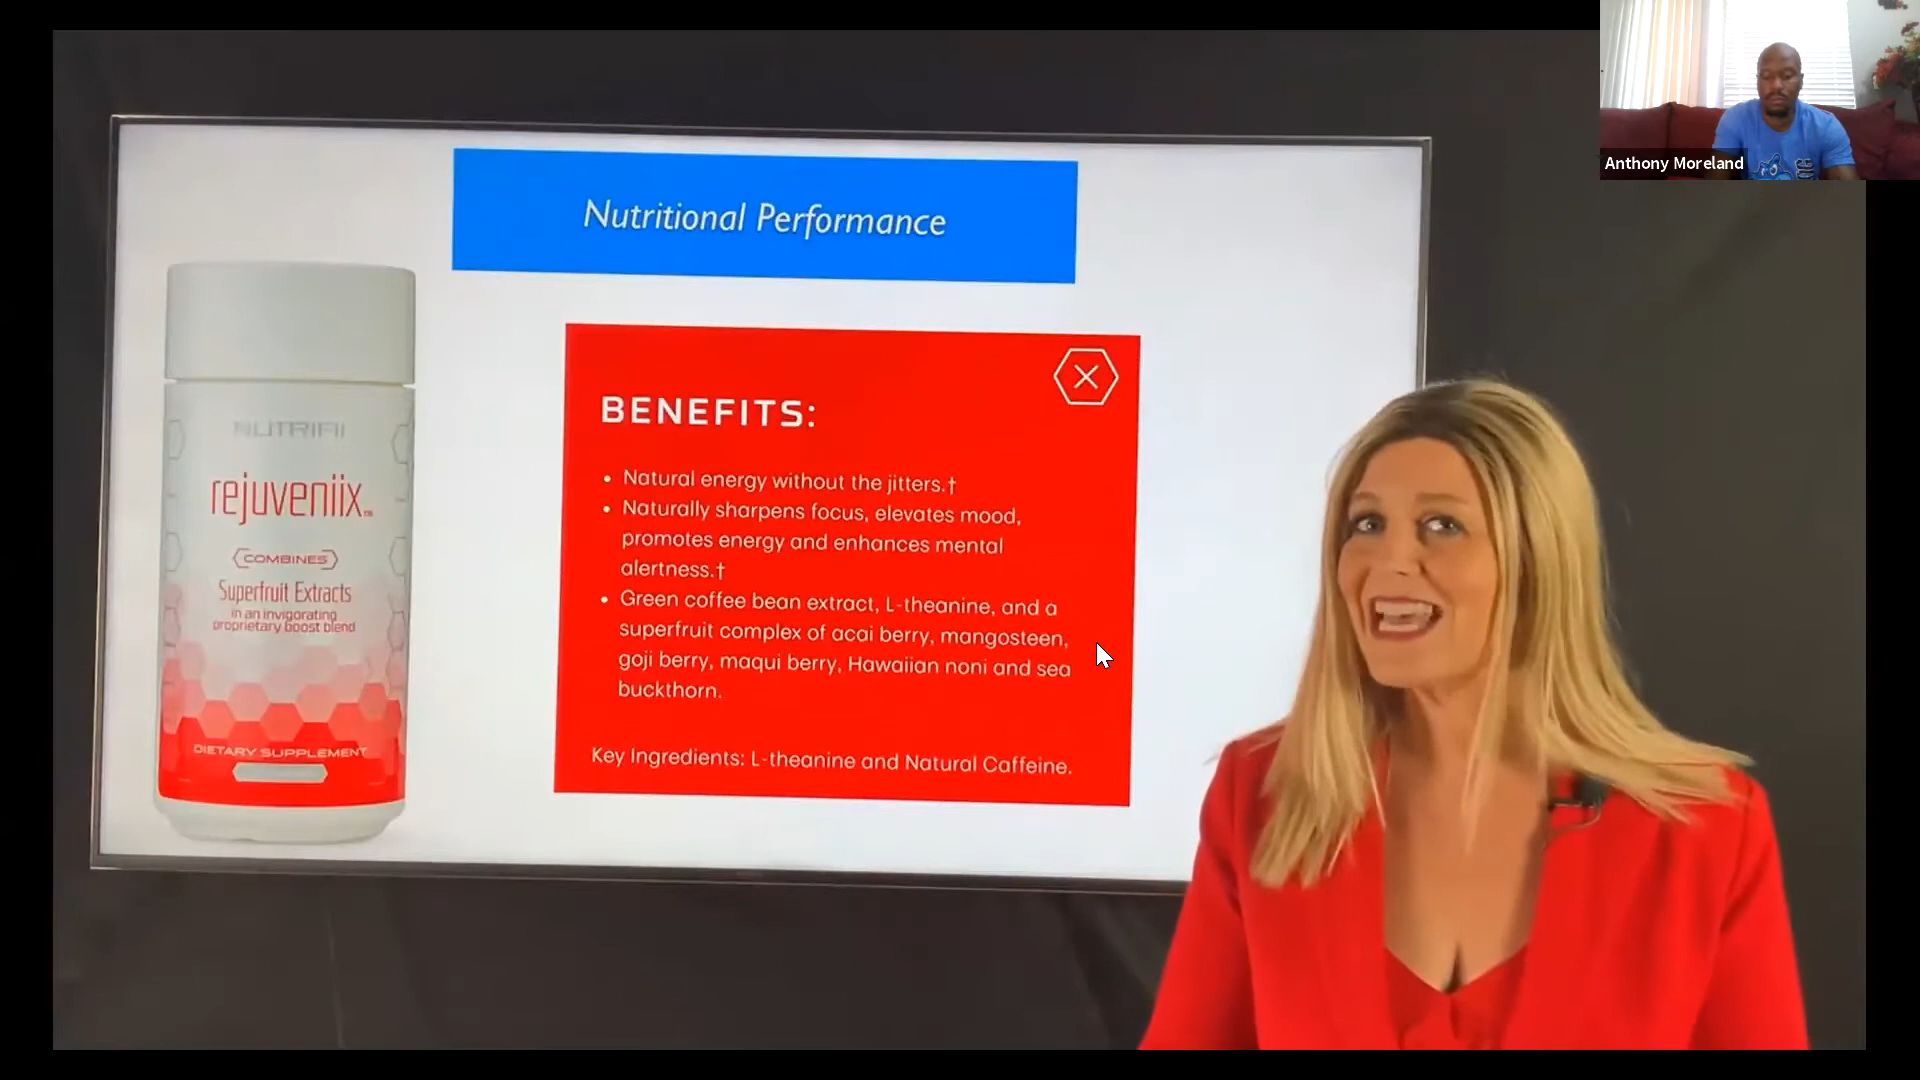 Anthony Moreland
Nutritional Performance
NUTRIFII
rejuveniix
COMBINES
Superfruit Extracts
in an invigorating
proprietary boost blend
DIETARY SUPPLEMENT
BENEFITS:
• Natural energy without the jitters.†
• Naturally sharpens focus, elevates mood,
promotes energy and enhances mental
alertness.†
• Green coffee bean extract, L-theanine, and a
superfruit complex of acai berry, mangosteen,
goji berry, maqui berry, Hawaiian noni and sea
buckthorn.
Key Ingredients: L-theanine and Natural Caffeine.